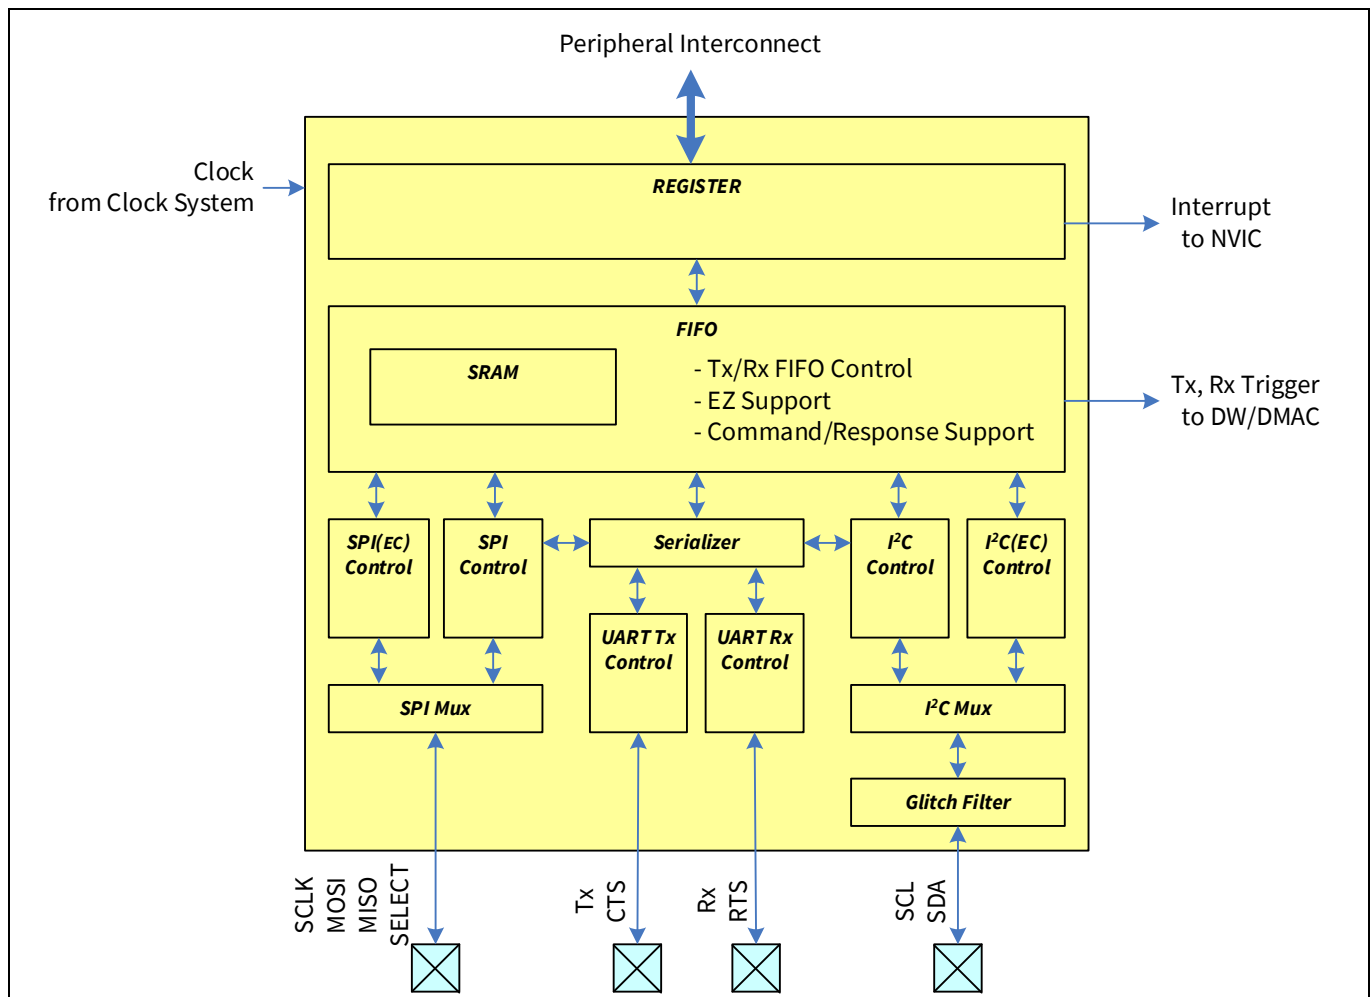 Peripheral Interconnect
Clock
from Clock System
REGISTER
Interrupt
to NVIC
FIFO
SRAM
- Tx/Rx FIFO Control
- EZ Support
- Command/Response Support
Tx, Rx Trigger
to DW/DMAC
SPI(EC)
Control
SPI
Control
Serializer
I²C
Control
I²C(EC)
Control
UART Tx
Control
UART Rx
Control
SPI Mux
I²C Mux
Glitch Filter
SCLK
MOSI
MISO
SELECT
Tx
CTS
Rx
RTS
SCL
SDA